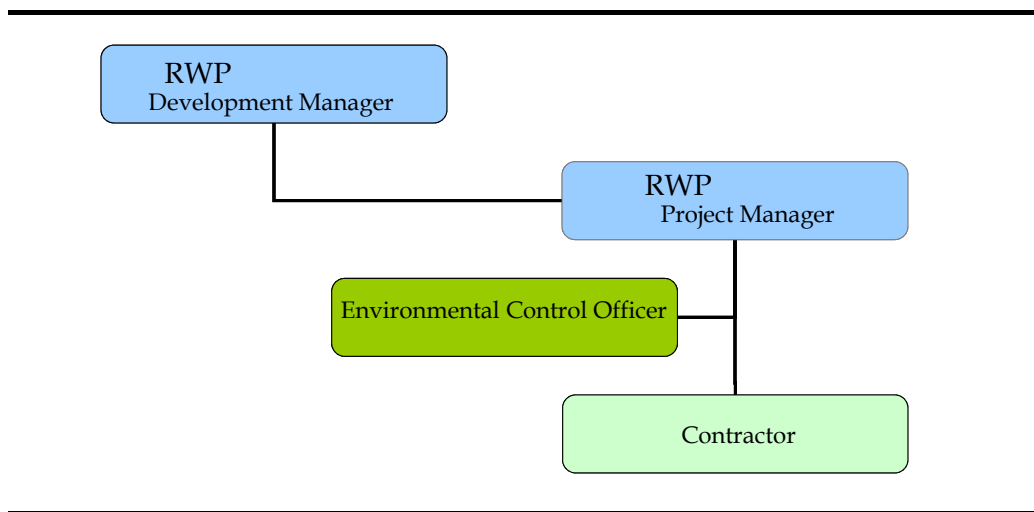 RWP
Development Manager
RWP
Project Manager
Environmental Control Officer
Contractor